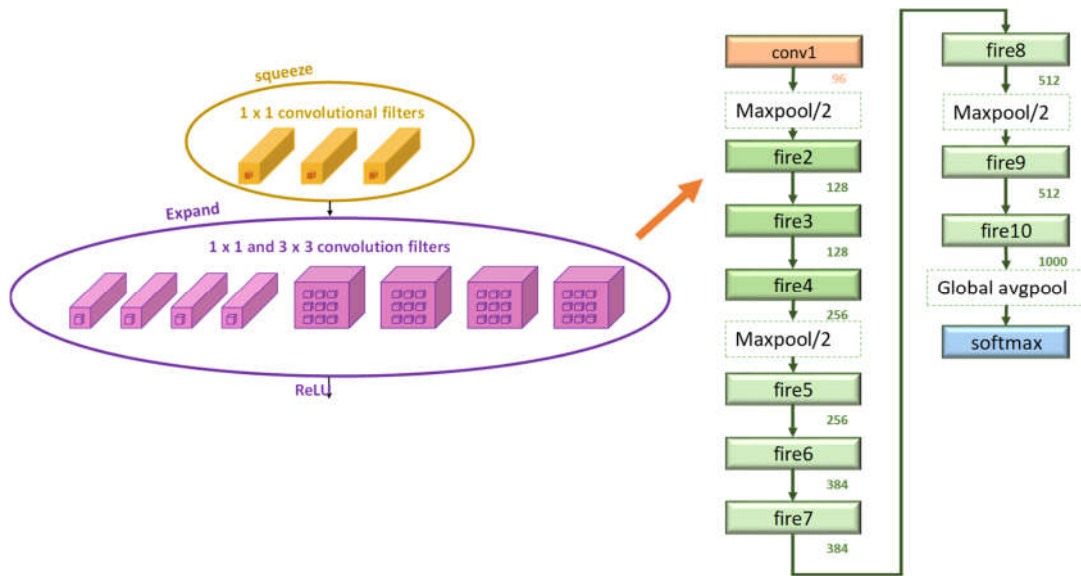 squeeze
1 x 1 convolutional filters
Expand
1 x 1 and 3 x 3 convolution filters
ReLU
conv1
96
Maxpool/2
fire2
128
fire3
128
fire4
256
Maxpool/2
fire5
256
fire6
384
fire7
384
fire8
512
Maxpool/2
fire9
512
fire10
1000
Global avgpool
softmax